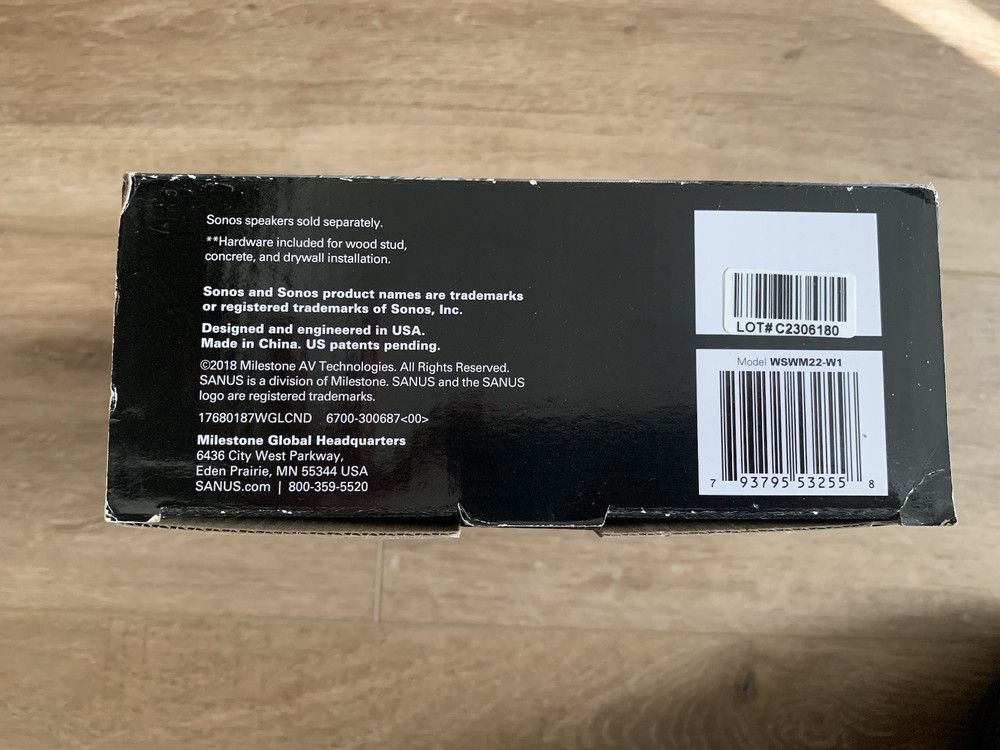 Sonos speakers sold separately.
**Hardware included for wood stud,
concrete, and drywall installation.
Sonos and Sonos product names are trademarks
or registered trademarks of Sonos, Inc.
Designed and engineered in USA.
Made in China. US patents pending.
©2018 Milestone AV Technologies. All Rights Reserved.
SANUS is a division of Milestone. SANUS and the SANUS
logo are registered trademarks.
17680187WGLCND 6700-300687<00>
Milestone Global Headquarters
6436 City West Parkway,
Eden Prairie, MN 55344 USA
SANUS.com | 800-359-5520
LOT# C2306180
Model WSWM22-W1
7 93795 53255 8